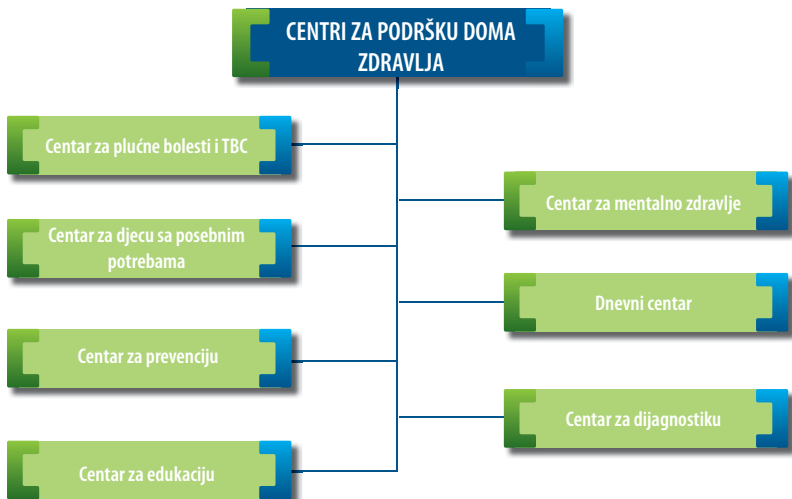 CENTRI ZA PODRŠKU DOMA
ZDRAVLJA
Centar za plućne bolesti i TBC
Centar za mentalno zdravlje
Centar za djecu sa posebnim
potrebama
Dnevni centar
Centar za prevenciju
Centar za dijagnostiku
Centar za edukaciju